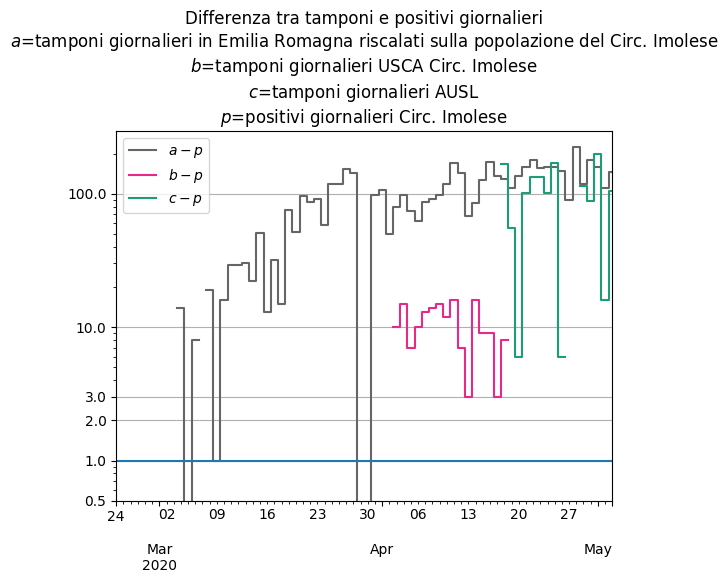 Differenza tra tamponi e positivi giornalieri
a=tamponi giornalieri in Emilia Romagna riscalati sulla popolazione del Circ. Imolese
b=tamponi giornalieri USCA Circ. Imolese
c=tamponi giornalieri AUSL
p=positivi giornalieri Circ. Imolese
a − p
b − p
c − p
100.0
10.0
3.0
2.0
1.0
0.5
24 02 09 16 23 30 06 13 20 27
Mar Apr May
2020